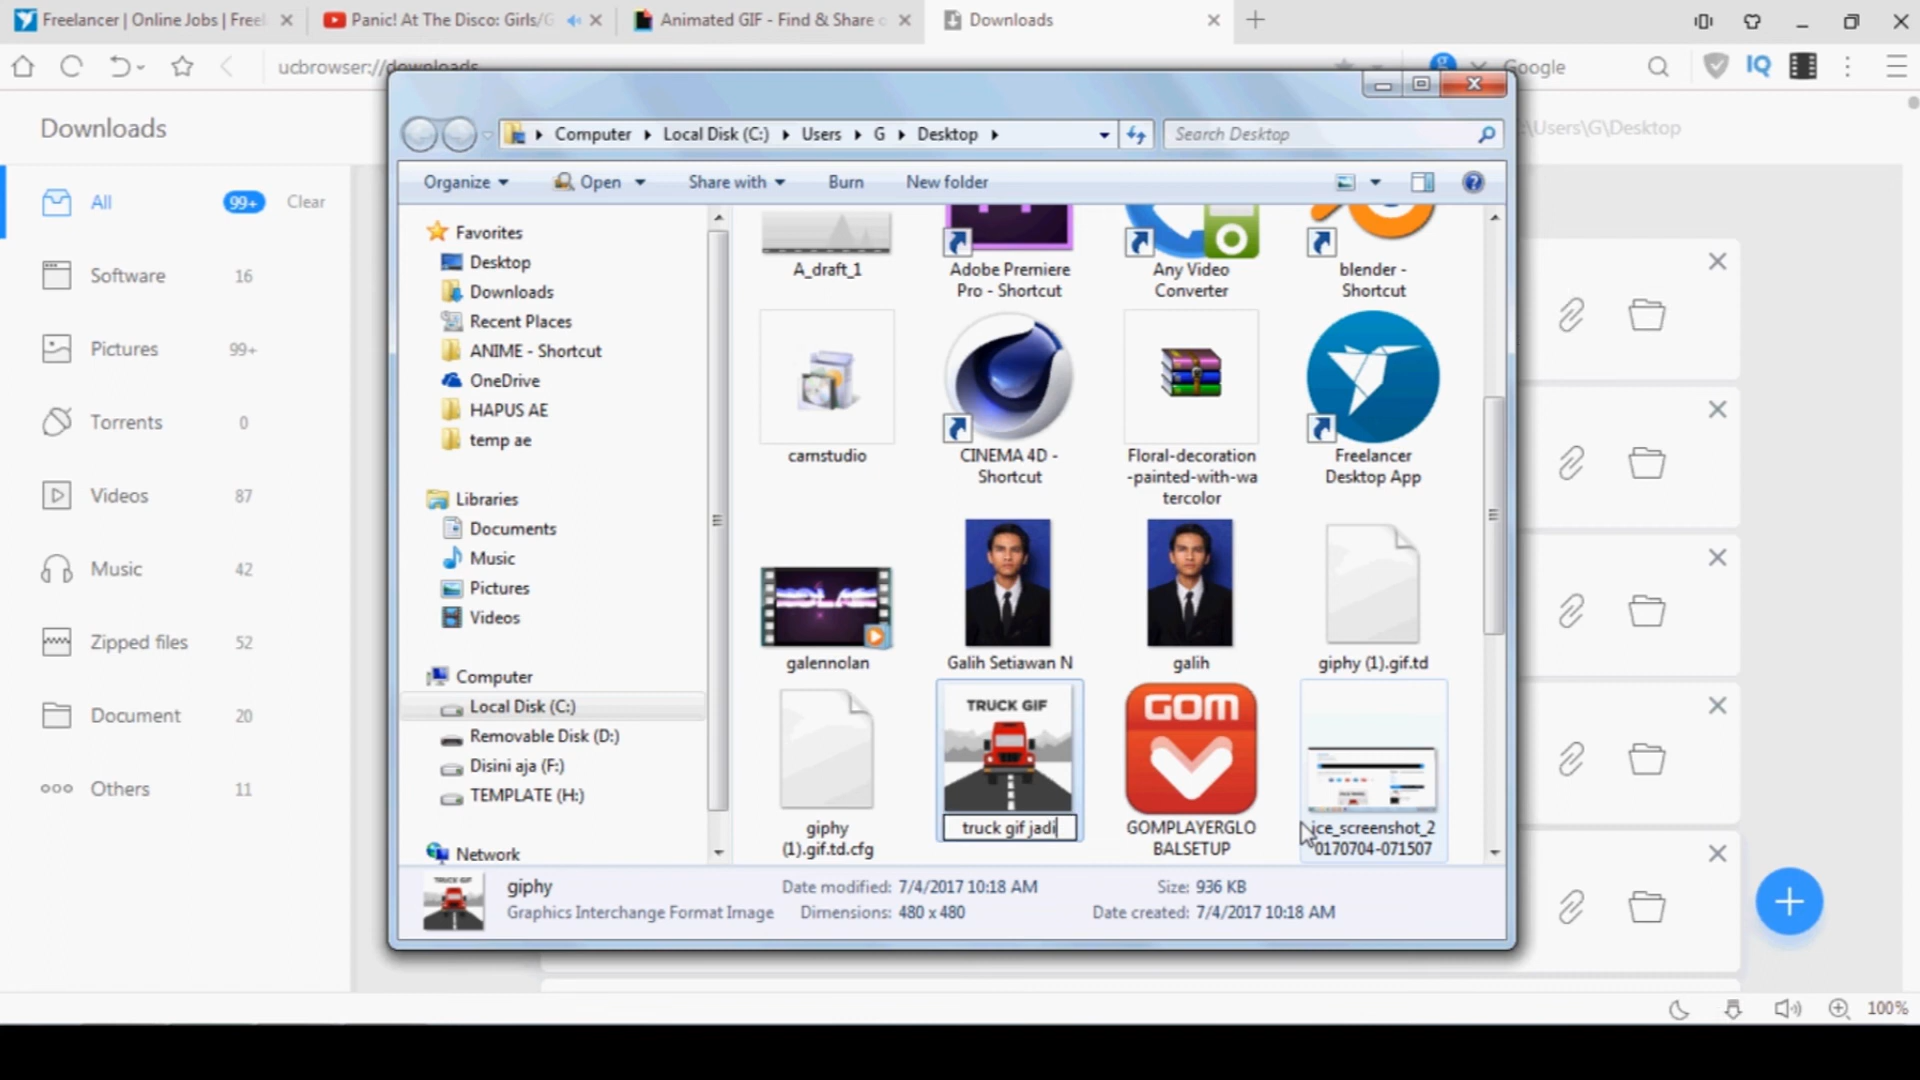 Freelancer | Online Jobs | Freel
Panic! At The Disco: Girls/G
Animated GIF - Find & Share o
Downloads
ucbrowser://downloads
Google
IQ
Downloads
:\Users\G\Desktop
All
99+
Clear
Software
16
Pictures
99+
Torrents
0
Videos
87
Music
42
Zipped files
52
Document
20
Others
11
Computer
Local Disk (C:)
Users
G
Desktop
Search Desktop
Organize
Open
Share with
Burn
New folder
Favorites
Desktop
Downloads
Recent Places
ANIME - Shortcut
OneDrive
HAPUS AE
temp ae
Libraries
Documents
Music
Pictures
Videos
Computer
Local Disk (C:)
Removable Disk (D:)
Disini aja (F:)
TEMPLATE (H:)
Network
A_draft_1
Adobe Premiere
Pro - Shortcut
Any Video
Converter
blender -
Shortcut
camstudio
CINEMA 4D -
Shortcut
Floral-decoration
-painted-with-wa
tercolor
Freelancer
Desktop App
galennolan
Galih Setiawan N
galih
giphy (1).gif.td
giphy
(1).gif.td.cfg
TRUCK GIF
truck gif jadi
GOM
GOMPLAYERGLO
BALSETUP
ice_screenshot_2
0170704-071507
giphy
Date modified: 7/4/2017 10:18 AM
Size: 936 KB
Graphics Interchange Format Image
Dimensions: 480 x 480
Date created: 7/4/2017 10:18 AM
100%